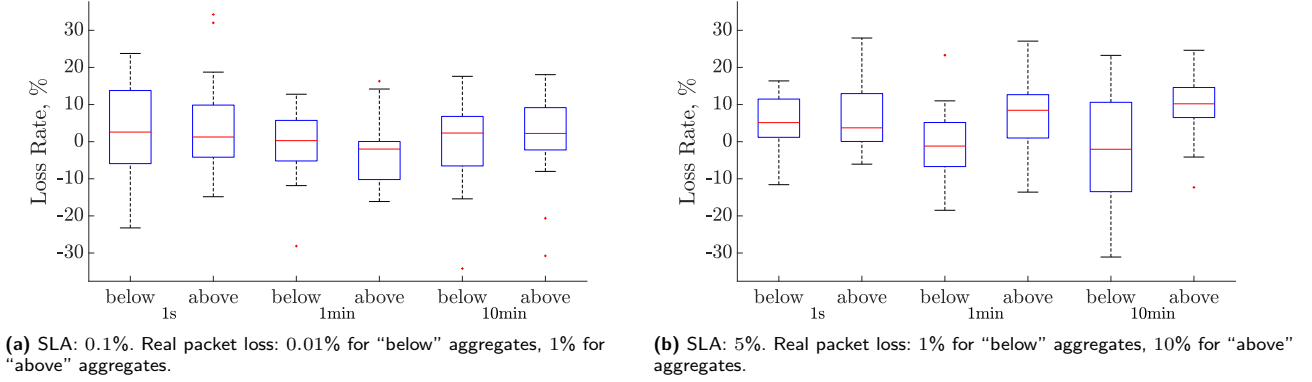 30
20
10
0
-10
-20
-30
Loss Rate, %
below above below above below above
1s 1min 10min
(a) SLA: 0.1%. Real packet loss: 0.01% for “below” aggregates, 1% for
“above” aggregates.
30
20
10
0
-10
-20
-30
Loss Rate, %
below above below above below above
1s 1min 10min
(b) SLA: 5%. Real packet loss: 1% for “below” aggregates, 10% for “above”
aggregates.